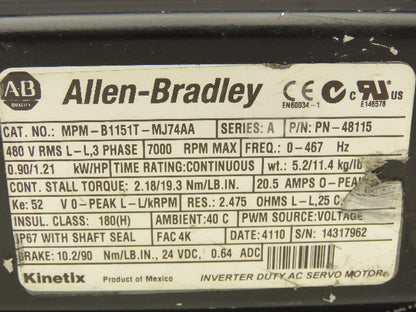 AB
Allen-Bradley
CE
EN60034-1
C
c UR us
E146578
CAT. NO.: MPM-B1151T-MJ74AA SERIES: A P/N: PN-48115
480 V RMS L-L,3 PHASE 7000 RPM MAX FREQ.: 0-467 Hz
0.90/1.21 kW/HP TIME RATING:CONTINUOUS wt.: 5.2/11.4 kg/lb
CONT. STALL TORQUE: 2.18/19.3 Nm/LB.IN. 20.5 AMPS O-PEAK
Ke: 52 V O-PEAK L-L/kRPM RES.: 2.475 OHMS L-L,25 C
INSUL. CLASS: 180(H) AMBIENT:40 C PWM SOURCE:VOLTAGE
IP67 WITH SHAFT SEAL FAC 4K DATE: 4110 S/N: 14317962
BRAKE: 10.2/90 Nm/LB.IN, 24 VDC, 0.64 ADC
Kinetix Product of Mexico INVERTER DUTY AC SERVO MOTOR